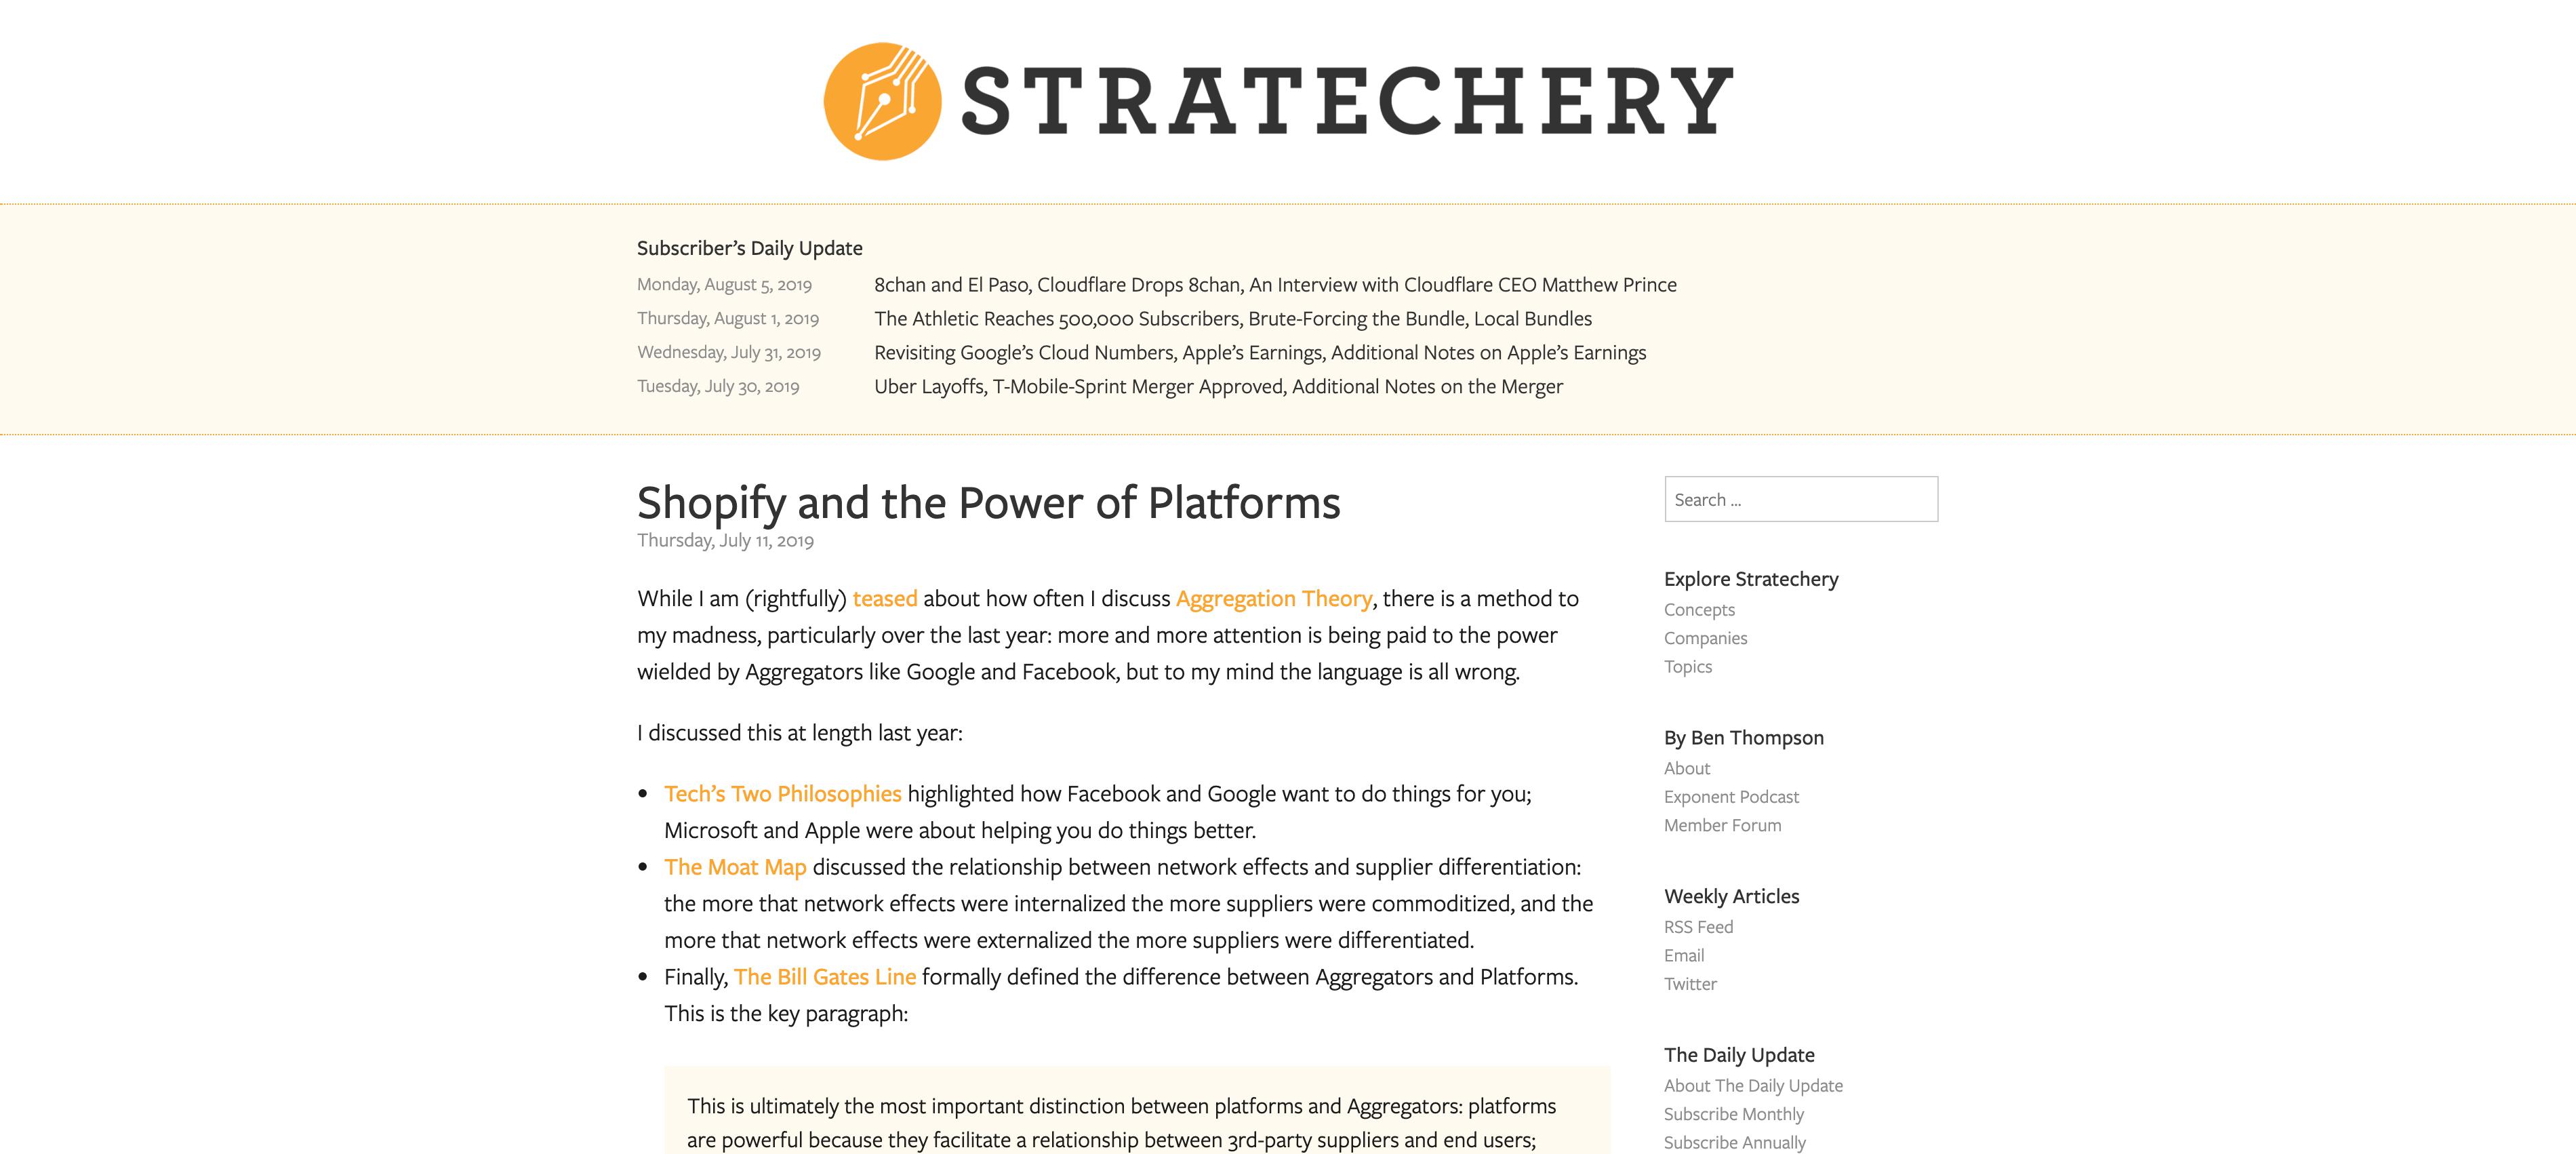 STRATECHERY
Subscriber’s Daily Update
Monday, August 5, 2019 8chan and El Paso, Cloudflare Drops 8chan, An Interview with Cloudflare CEO Matthew Prince
Thursday, August 1, 2019 The Athletic Reaches 500,000 Subscribers, Brute-Forcing the Bundle, Local Bundles
Wednesday, July 31, 2019 Revisiting Google’s Cloud Numbers, Apple’s Earnings, Additional Notes on Apple’s Earnings
Tuesday, July 30, 2019 Uber Layoffs, T-Mobile-Sprint Merger Approved, Additional Notes on the Merger
Shopify and the Power of Platforms
Thursday, July 11, 2019
While I am (rightfully) teased about how often I discuss Aggregation Theory, there is a method to
my madness, particularly over the last year: more and more attention is being paid to the power
wielded by Aggregators like Google and Facebook, but to my mind the language is all wrong.
I discussed this at length last year:
• Tech’s Two Philosophies highlighted how Facebook and Google want to do things for you;
Microsoft and Apple were about helping you do things better.
• The Moat Map discussed the relationship between network effects and supplier differentiation:
the more that network effects were internalized the more suppliers were commoditized, and the
more that network effects were externalized the more suppliers were differentiated.
• Finally, The Bill Gates Line formally defined the difference between Aggregators and Platforms.
This is the key paragraph:
This is ultimately the most important distinction between platforms and Aggregators: platforms
are powerful because they facilitate a relationship between 3rd-party suppliers and end users;
Search ...
Explore Stratechery
Concepts
Companies
Topics
By Ben Thompson
About
Exponent Podcast
Member Forum
Weekly Articles
RSS Feed
Email
Twitter
The Daily Update
About The Daily Update
Subscribe Monthly
Subscribe Annually